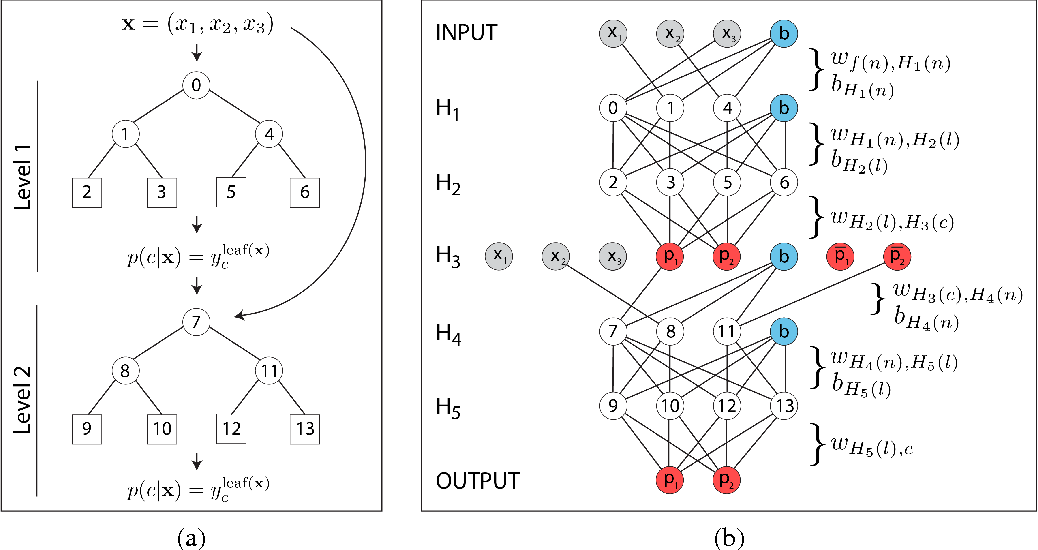 x = (x₁, x₂, x₃)
Level 1
0
1 4
2 3 5 6
p(c|x) = y_c^leaf(x)
Level 2
7
8 11
9 10 12 13
p(c|x) = y_c^leaf(x)
(a)
INPUT x₁ x₂ x₃ b
w_f(n),H₁(n)
b_H₁(n)
H₁ 0 1 4 b
w_H₁(n),H₂(l)
b_H₂(l)
H₂ 2 3 5 6
w_H₂(l),H₃(c)
H₃ x₁ x₂ x₃ p₁ p₂ b p̅₁ p̅₂
w_H₃(c),H₄(n)
b_H₄(n)
H₄ 7 8 11 b
w_H₄(n),H₅(l)
b_H₅(l)
H₅ 9 10 12 13
w_H₅(l),c
OUTPUT p₁ p₂
(b)